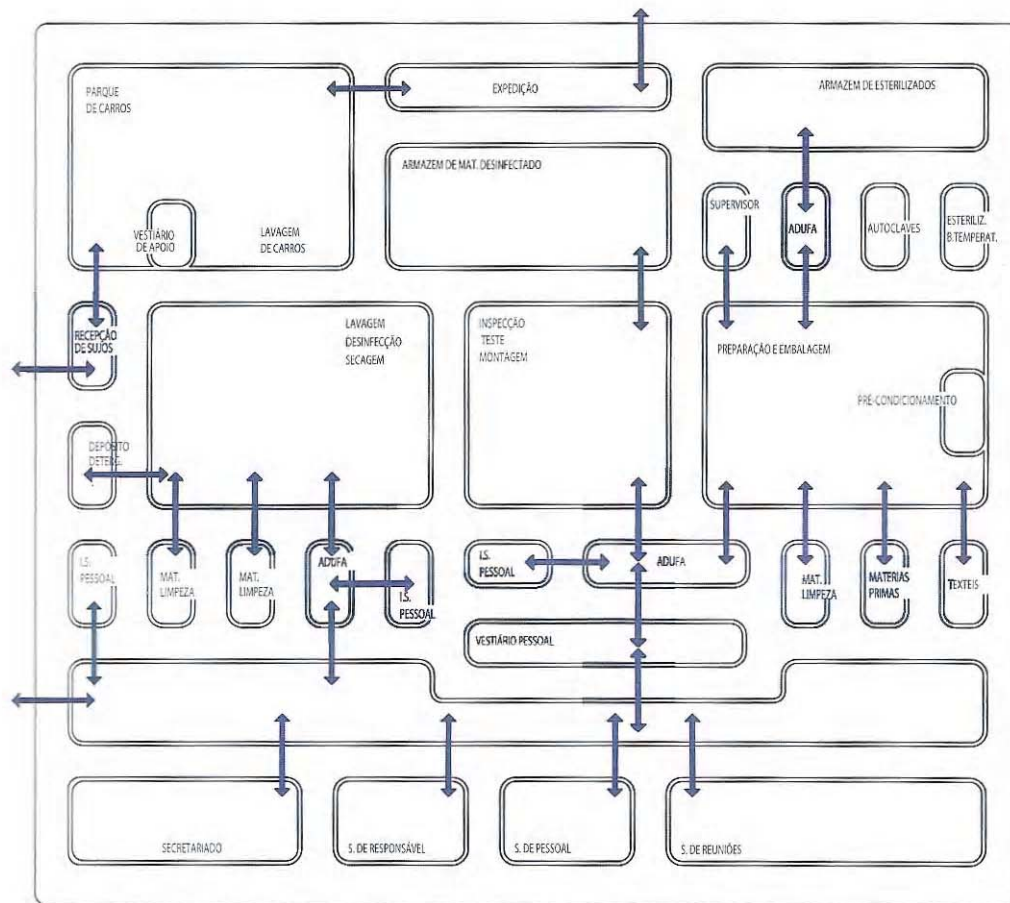 PARQUE
DE CARROS
EXPEDIÇÃO
ARMAZEM DE ESTERILIZADOS
ARMAZEM DE MAT. DESINFECTADO
VESTIÁRIO
DE APOIO
LAVAGEM
DE CARROS
SUPERVISOR
ADUFA
AUTOCLAVES
ESTERILIZ.
B.TEMPERAT.
RECEPÇÃO
DE SUJOS
LAVAGEM
DESINFECÇÃO
SECAGEM
INSPECÇÃO
TESTE
MONTAGEM
PREPARAÇÃO E EMBALAGEM
PRE-CONDICIONAMENTO
DEPOSITO
DETERG.
I.S.
PESSOAL
MAT.
LIMPEZA
MAT.
LIMPEZA
ADUFA
I.S.
PESSOAL
I.S.
PESSOAL
ADUFA
MAT.
LIMPEZA
MATERIAS
PRIMAS
TEXTEIS
VESTIÁRIO PESSOAL
SECRETARIADO
S. DE RESPONSÁVEL
S. DE PESSOAL
S. DE REUNIÕES